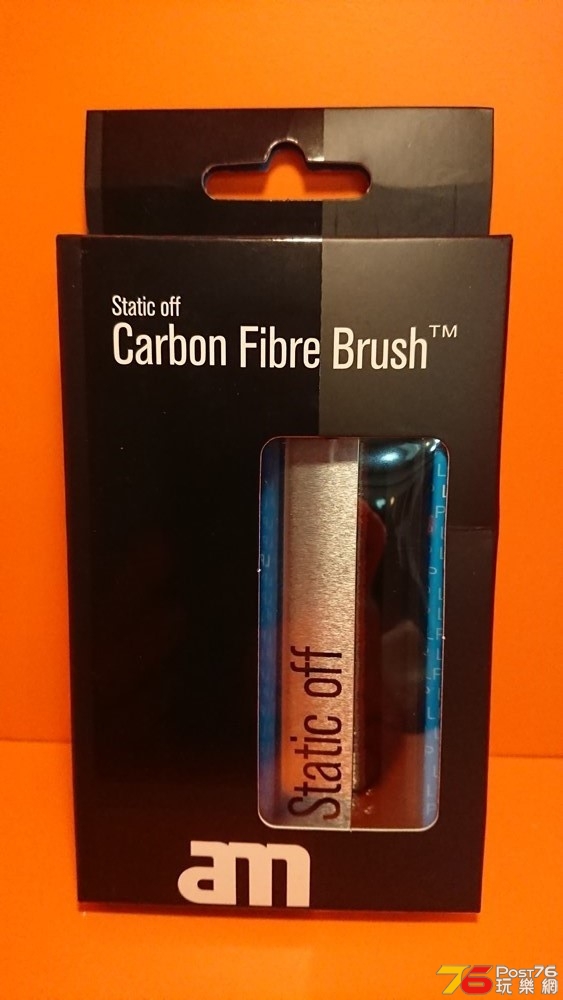 Static off
Carbon Fibre Brush™
Static off
am
76 Post76
玩樂網